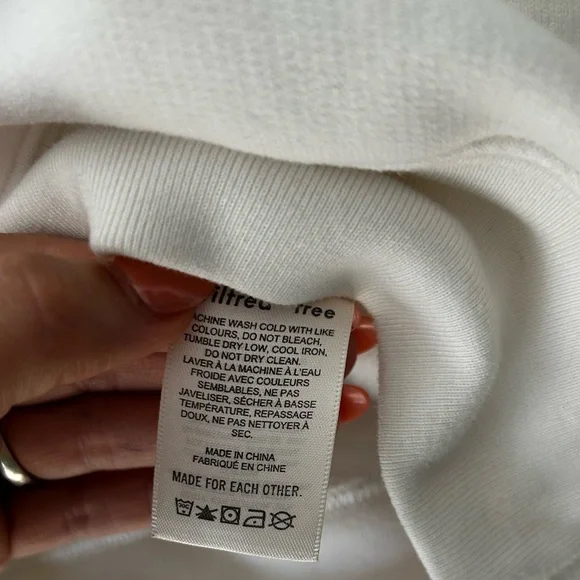 ilfred free
ACHINE WASH COLD WITH LIKE
COLOURS, DO NOT BLEACH,
TUMBLE DRY LOW, COOL IRON,
DO NOT DRY CLEAN.
LAVER À LA MACHINE À L'EAU
FROIDE AVEC COULEURS
SEMBLABLES, NE PAS
JAVELISER, SÉCHER À BASSE
TEMPÉRATURE, REPASSAGE
DOUX, NE PAS NETTOYER À
SEC.
MADE IN CHINA
FABRIQUÉ EN CHINE
MADE FOR EACH OTHER.